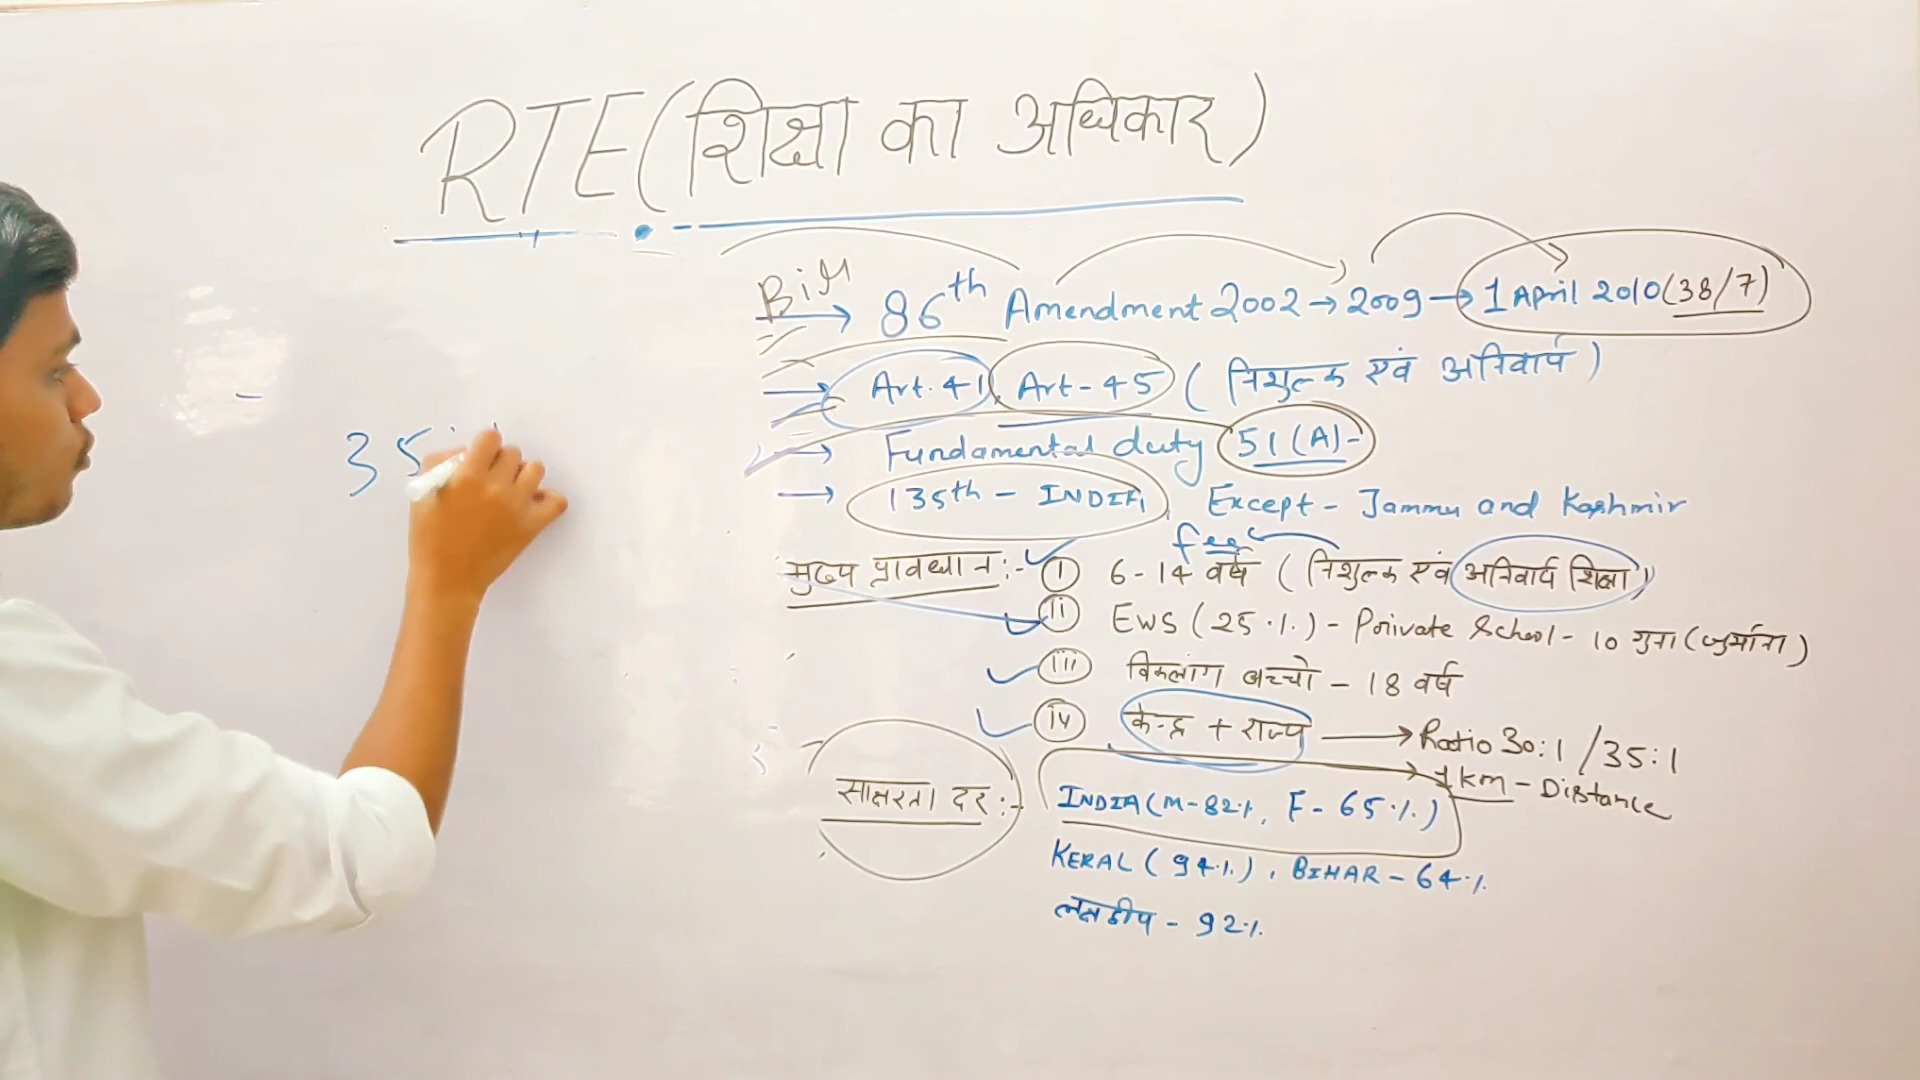 RTE (शिक्षा का अधिकार)
Bill
→ 86th Amendment 2002 → 2009 → 1 April 2010 (38/7)
→ Art. 41, Art-45 (निशुल्क एवं अनिवार्य)
→ Fundamental duty 51(A)-
→ 135th - INDIA, Except - Jammu and Kashmir
35:1
fees
मुख्य प्रावधान:- (i) 6-14 वर्ष (निशुल्क एवं अनिवार्य शिक्षा)
(ii) EWS (25%) - Private School - 10 गुना (जुर्माना)
(iii) विकलांग बच्चो - 18 वर्ष
(iv) केन्द्र + राज्य → Ratio 30:1 / 35:1
→ 1 km - Distance
साक्षरता दर:- INDIA (M-82%, F-65%)
KERAL (94%), BIHAR - 64%
लक्षद्वीप - 92%